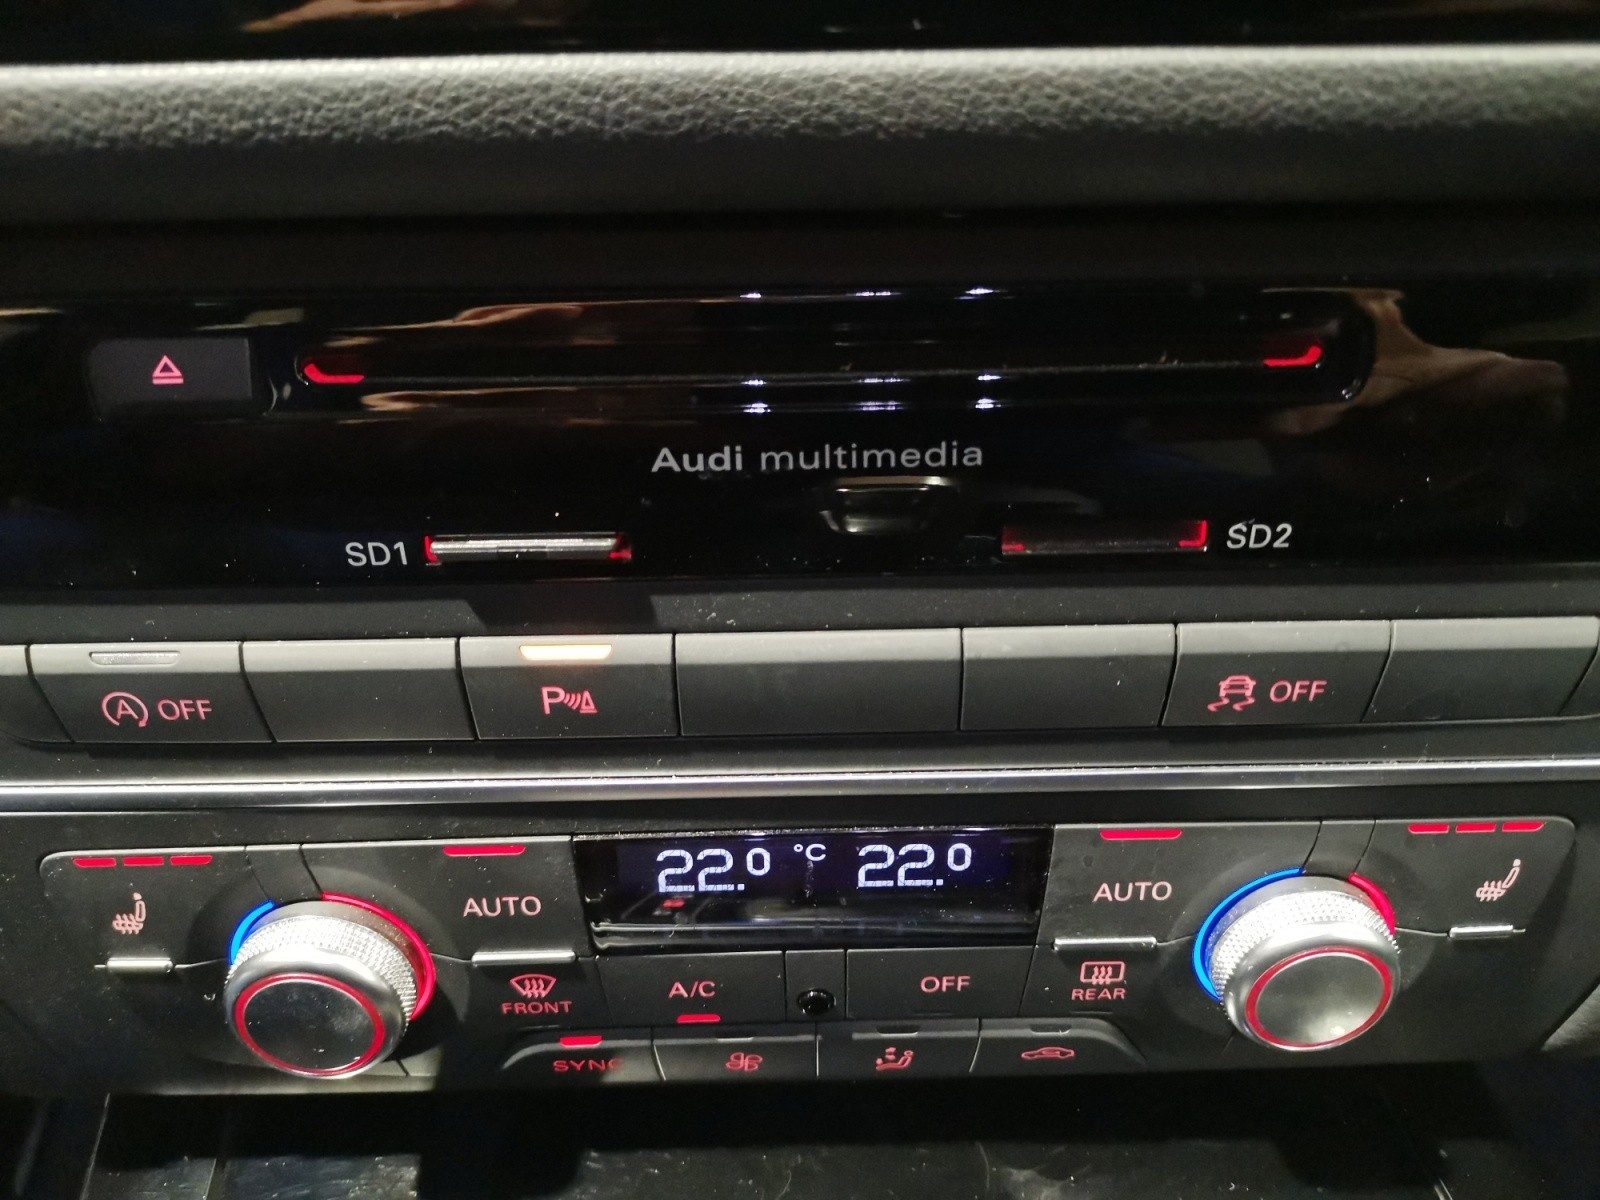 Audi multimedia
SD1 SD2
A OFF P OFF
22.0 °C 22.0
AUTO AUTO
FRONT A/C OFF REAR
SYNC